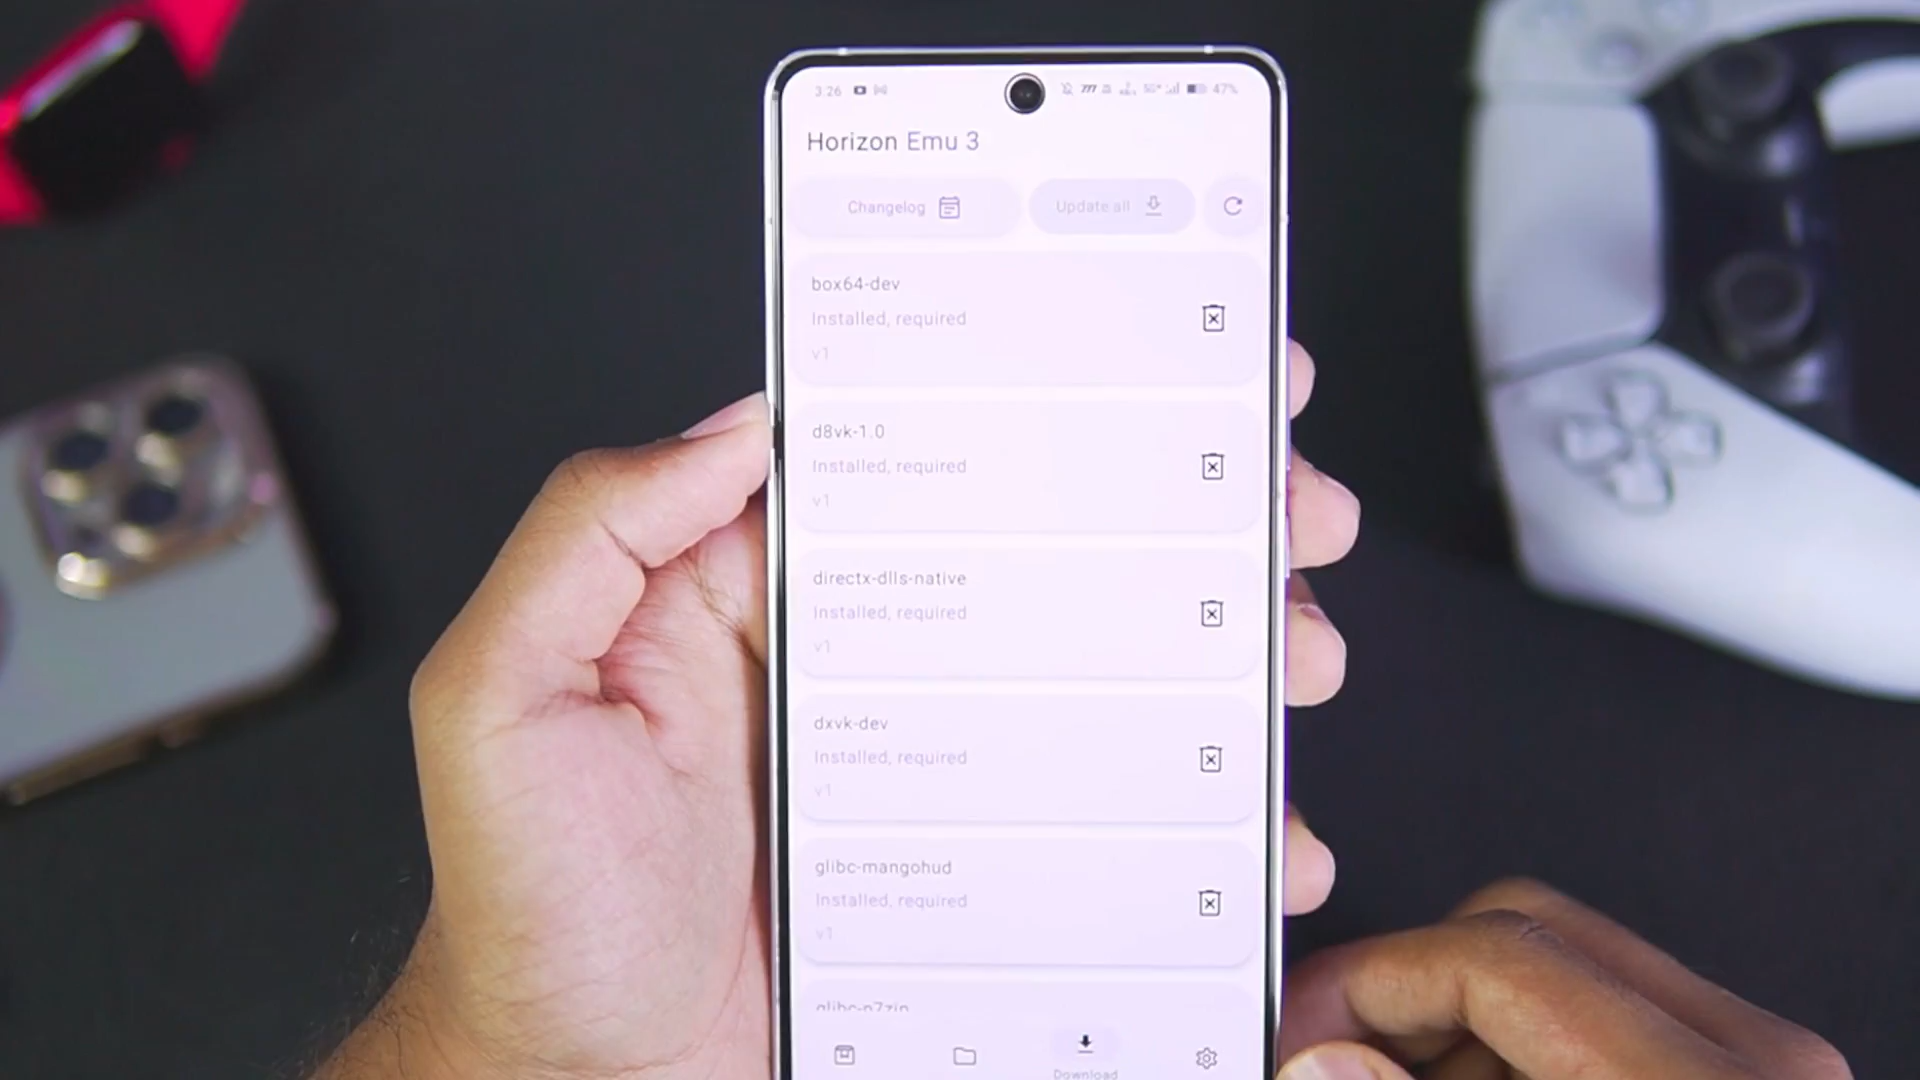 3:26 47%
Horizon Emu 3
Changelog
Update all
box64-dev
Installed, required
v1
d8vk-1.0
Installed, required
v1
directx-dlls-native
Installed, required
v1
dxvk-dev
Installed, required
v1
glibc-mangohud
Installed, required
v1
glibc-p7zip
Download